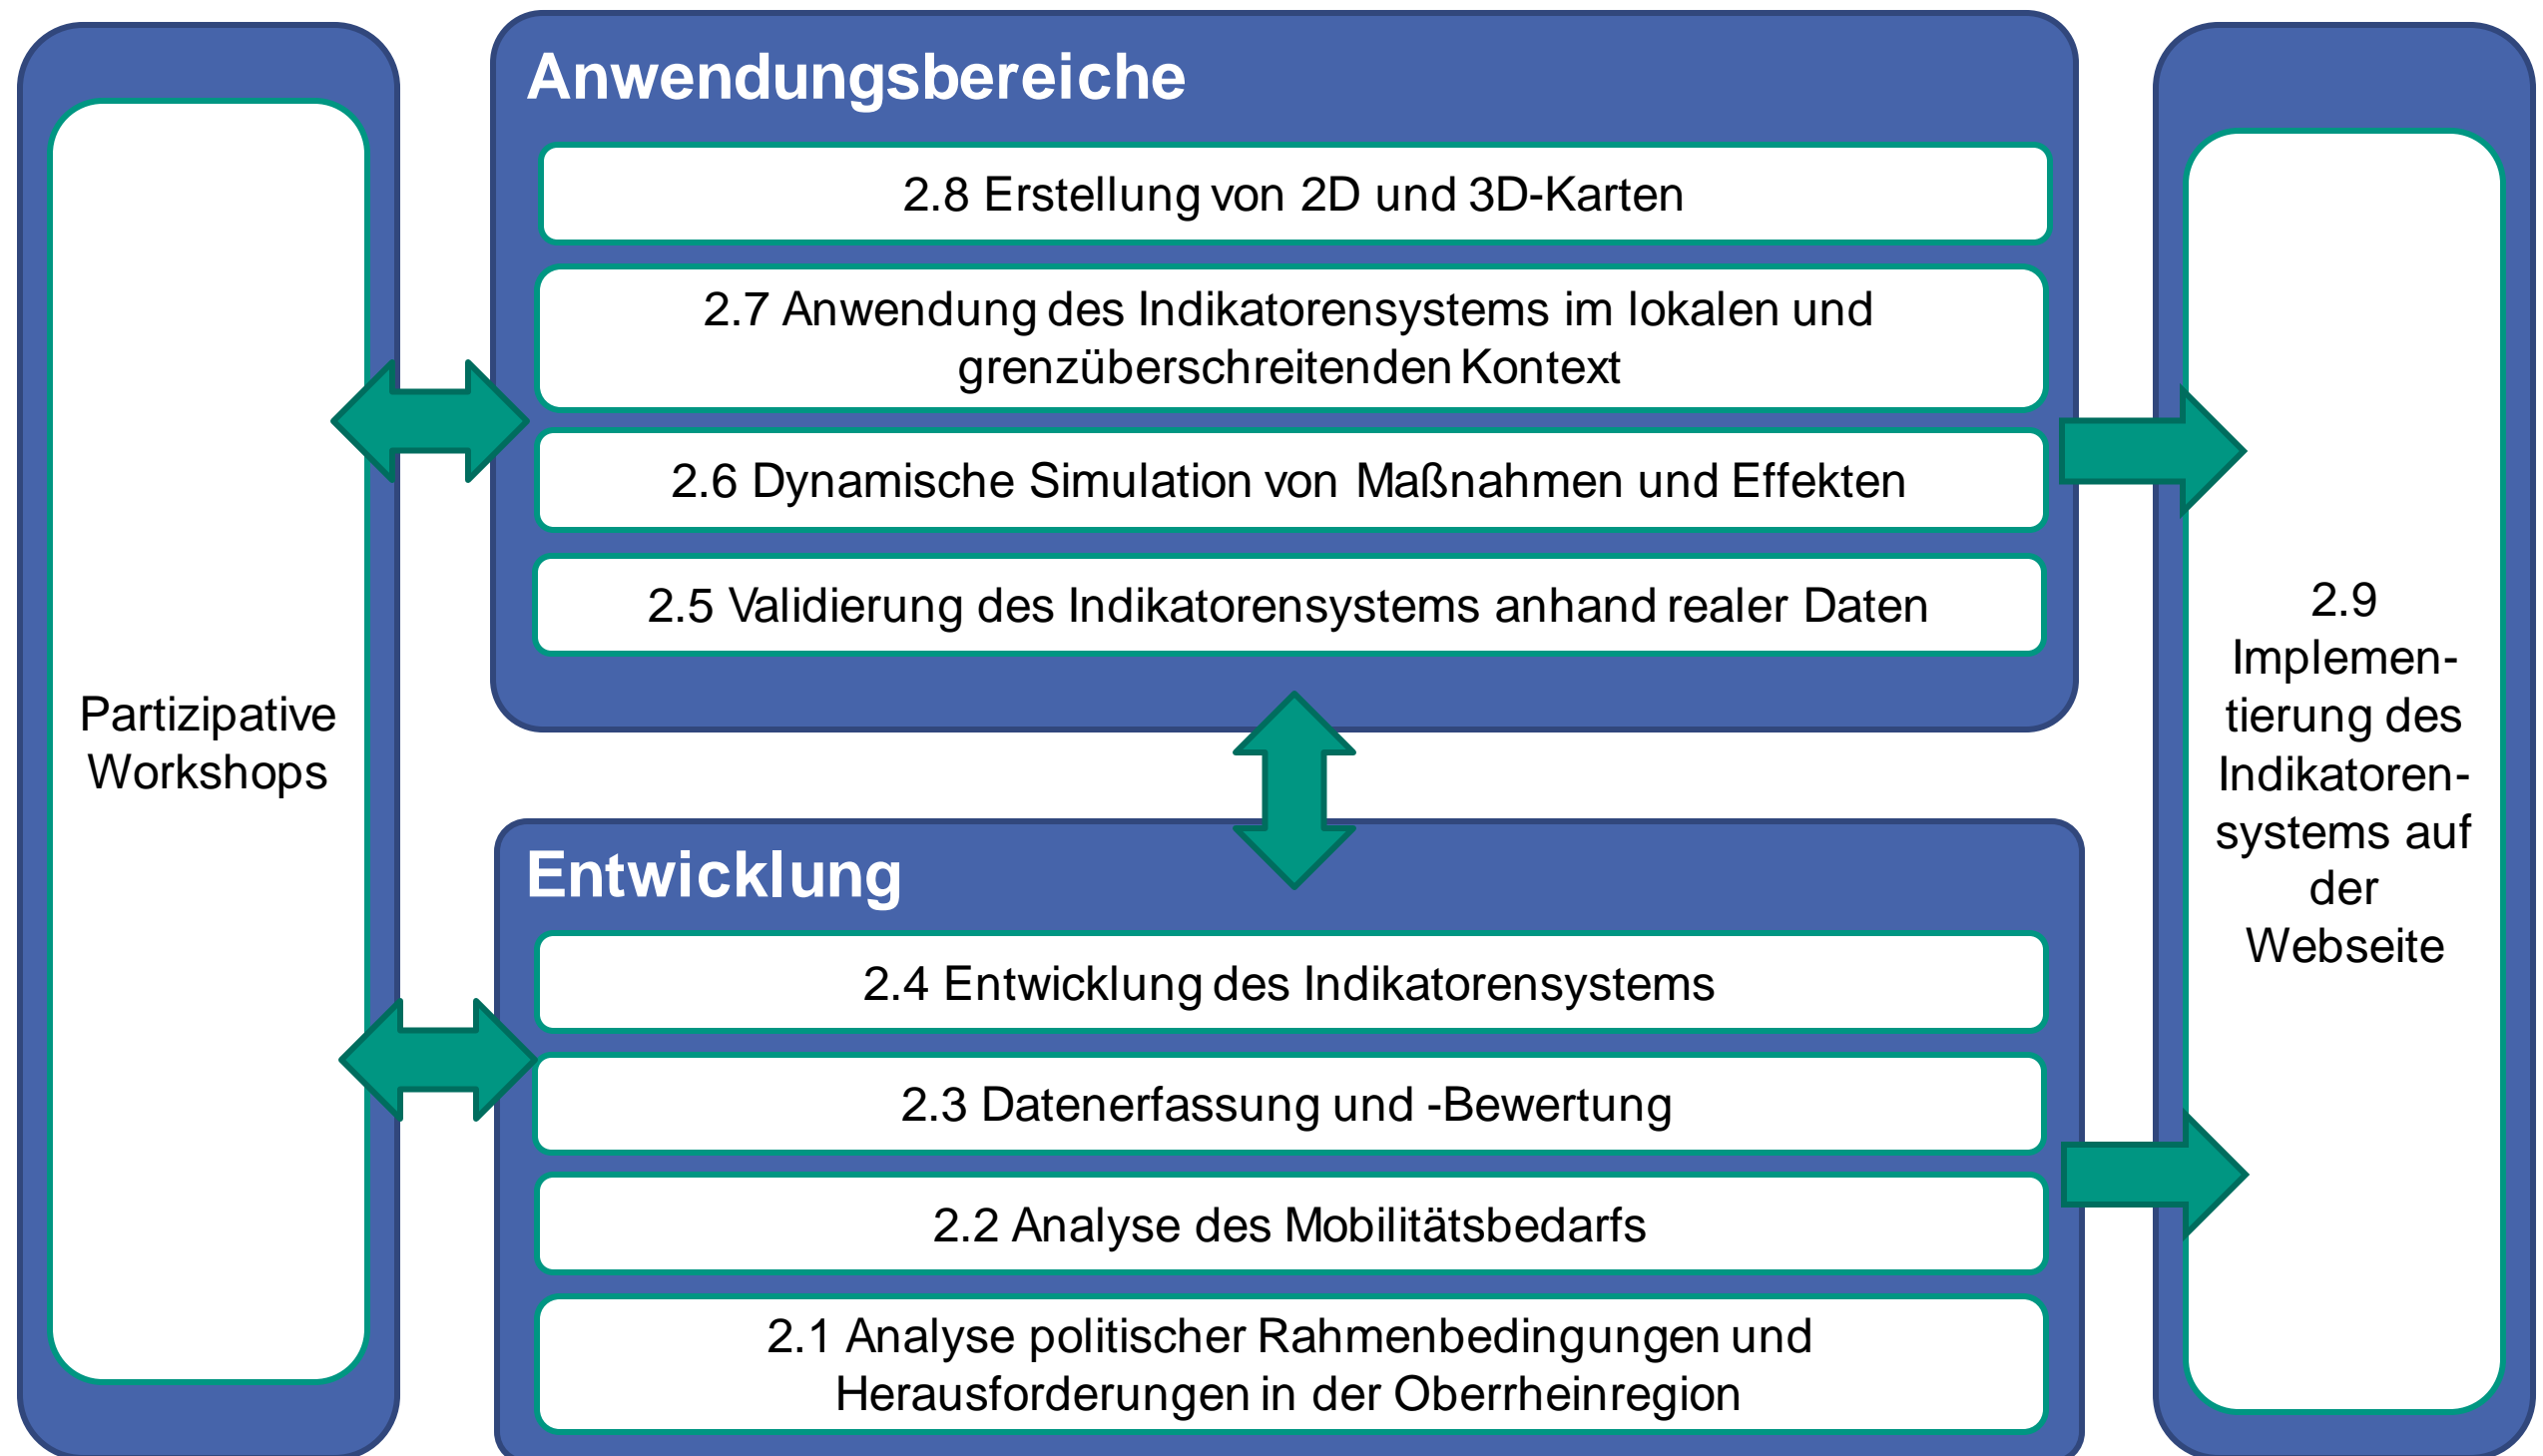 Partizipative
Workshops
Anwendungsbereiche
2.8 Erstellung von 2D und 3D-Karten
2.7 Anwendung des Indikatorensystems im lokalen und
grenzüberschreitenden Kontext
2.6 Dynamische Simulation von Maßnahmen und Effekten
2.5 Validierung des Indikatorensystems anhand realer Daten
Entwicklung
2.4 Entwicklung des Indikatorensystems
2.3 Datenerfassung und -Bewertung
2.2 Analyse des Mobilitätsbedarfs
2.1 Analyse politischer Rahmenbedingungen und
Herausforderungen in der Oberrheinregion
2.9
Implemen-
tierung des
Indikatoren-
systems auf
der
Webseite